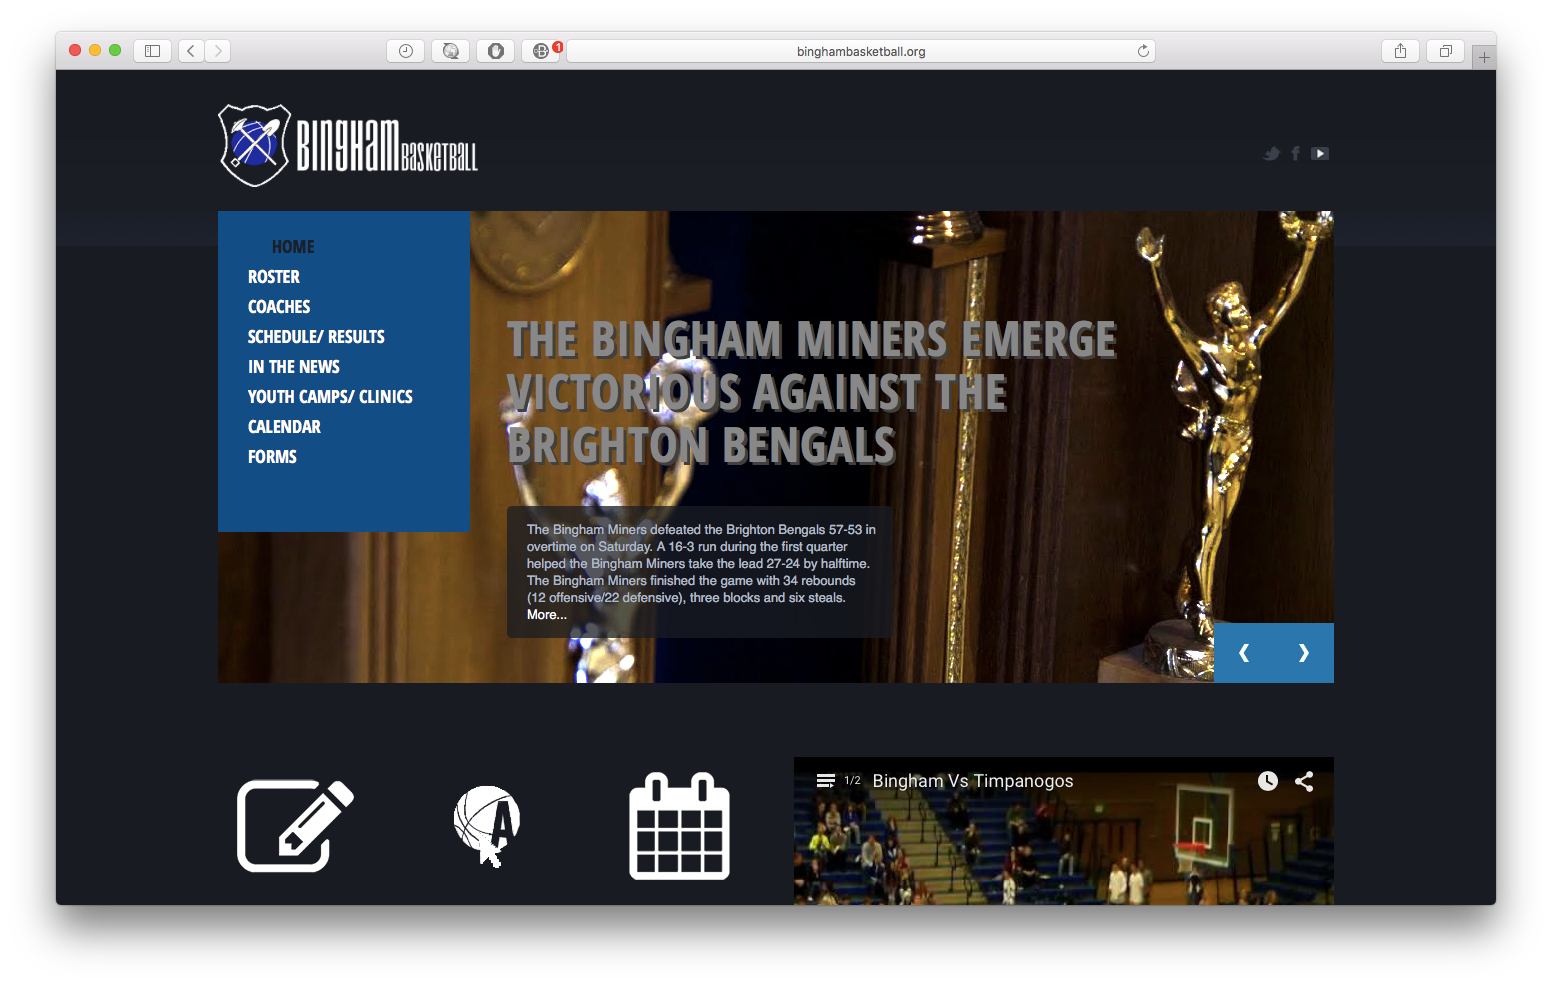 1
binghambasketball.org
BINGHAM BASKETBALL
HOME
ROSTER
COACHES
SCHEDULE/ RESULTS
IN THE NEWS
YOUTH CAMPS/ CLINICS
CALENDAR
FORMS
THE BINGHAM MINERS EMERGE
VICTORIOUS AGAINST THE
BRIGHTON BENGALS
The Bingham Miners defeated the Brighton Bengals 57-53 in
overtime on Saturday. A 16-3 run during the first quarter
helped the Bingham Miners take the lead 27-24 by halftime.
The Bingham Miners finished the game with 34 rebounds
(12 offensive/22 defensive), three blocks and six steals.
More...
A
1/2 Bingham Vs Timpanogos